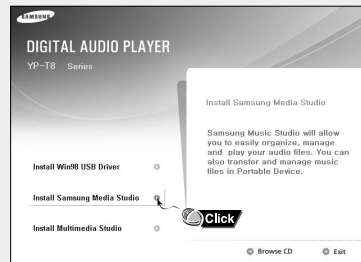 SAMSUNG
DIGITAL AUDIO PLAYER
YP-T8 Series
Install Samsung Media Studio
Samsung Music Studio will allow
you to easily organize, manage
and play your audio files. You can
also transfer and manage music
files in Portable Device.
Install Win98 USB Driver
Install Samsung Media Studio
Click
Install Multimedia Studio
Browse CD
Exit